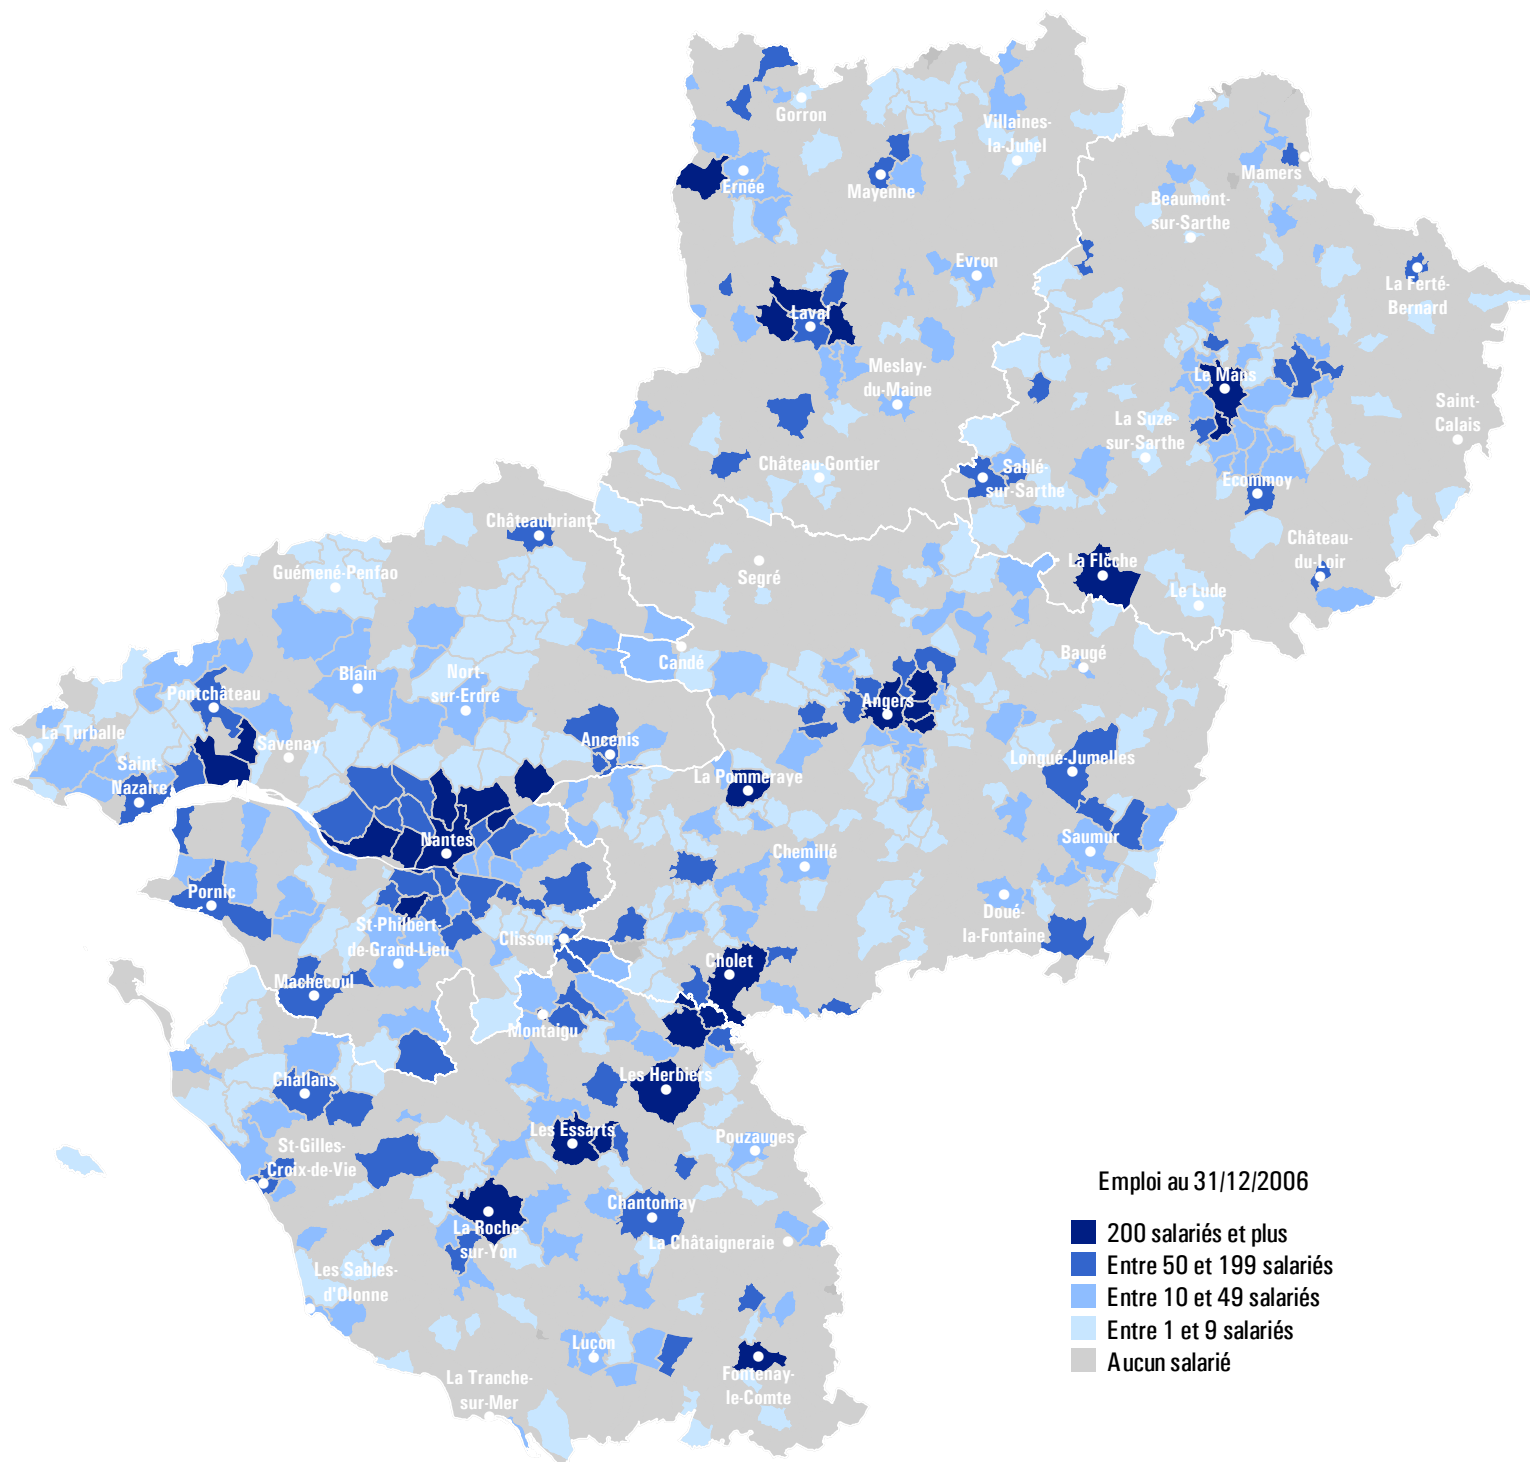 Gorron
Villaines-
la-Juhel
Mamers
Ernée
Mayenne
Beaumont-
sur-Sarthe
Evron
La Ferté-
Bernard
Laval
Meslay-
du-Maine
Le Mans
Saint-
Calais
La Suze-
sur-Sarthe
Château-Gontier
Sablé-
sur-Sarthe
Ecommoy
Châteaubriant
Château-
du-Loir
Guémené-Penfao
Segré
La Flèche
Le Lude
Candé
Baugé
Blain
Nort-
sur-Erdre
Pontchâteau
Angers
La Turballe
Savenay
Ancenis
Longué-Jumelles
Saint-
Nazaire
La Pommeraye
Nantes
Chemillé
Saumur
Pornic
St-Philbert-
de-Grand-Lieu
Clisson
Doué-
la-Fontaine
Cholet
Machecoul
Montaigu
Challans
Les Herbiers
Les Essarts
Pouzauges
St-Gilles-
Croix-de-Vie
Chantonnay
La Roche-
sur-Yon
La Châtaigneraie
Les Sables-
d'Olonne
Luçon
La Tranche-
sur-Mer
Fontenay-
le-Comte
Emploi au 31/12/2006
200 salariés et plus
Entre 50 et 199 salariés
Entre 10 et 49 salariés
Entre 1 et 9 salariés
Aucun salarié